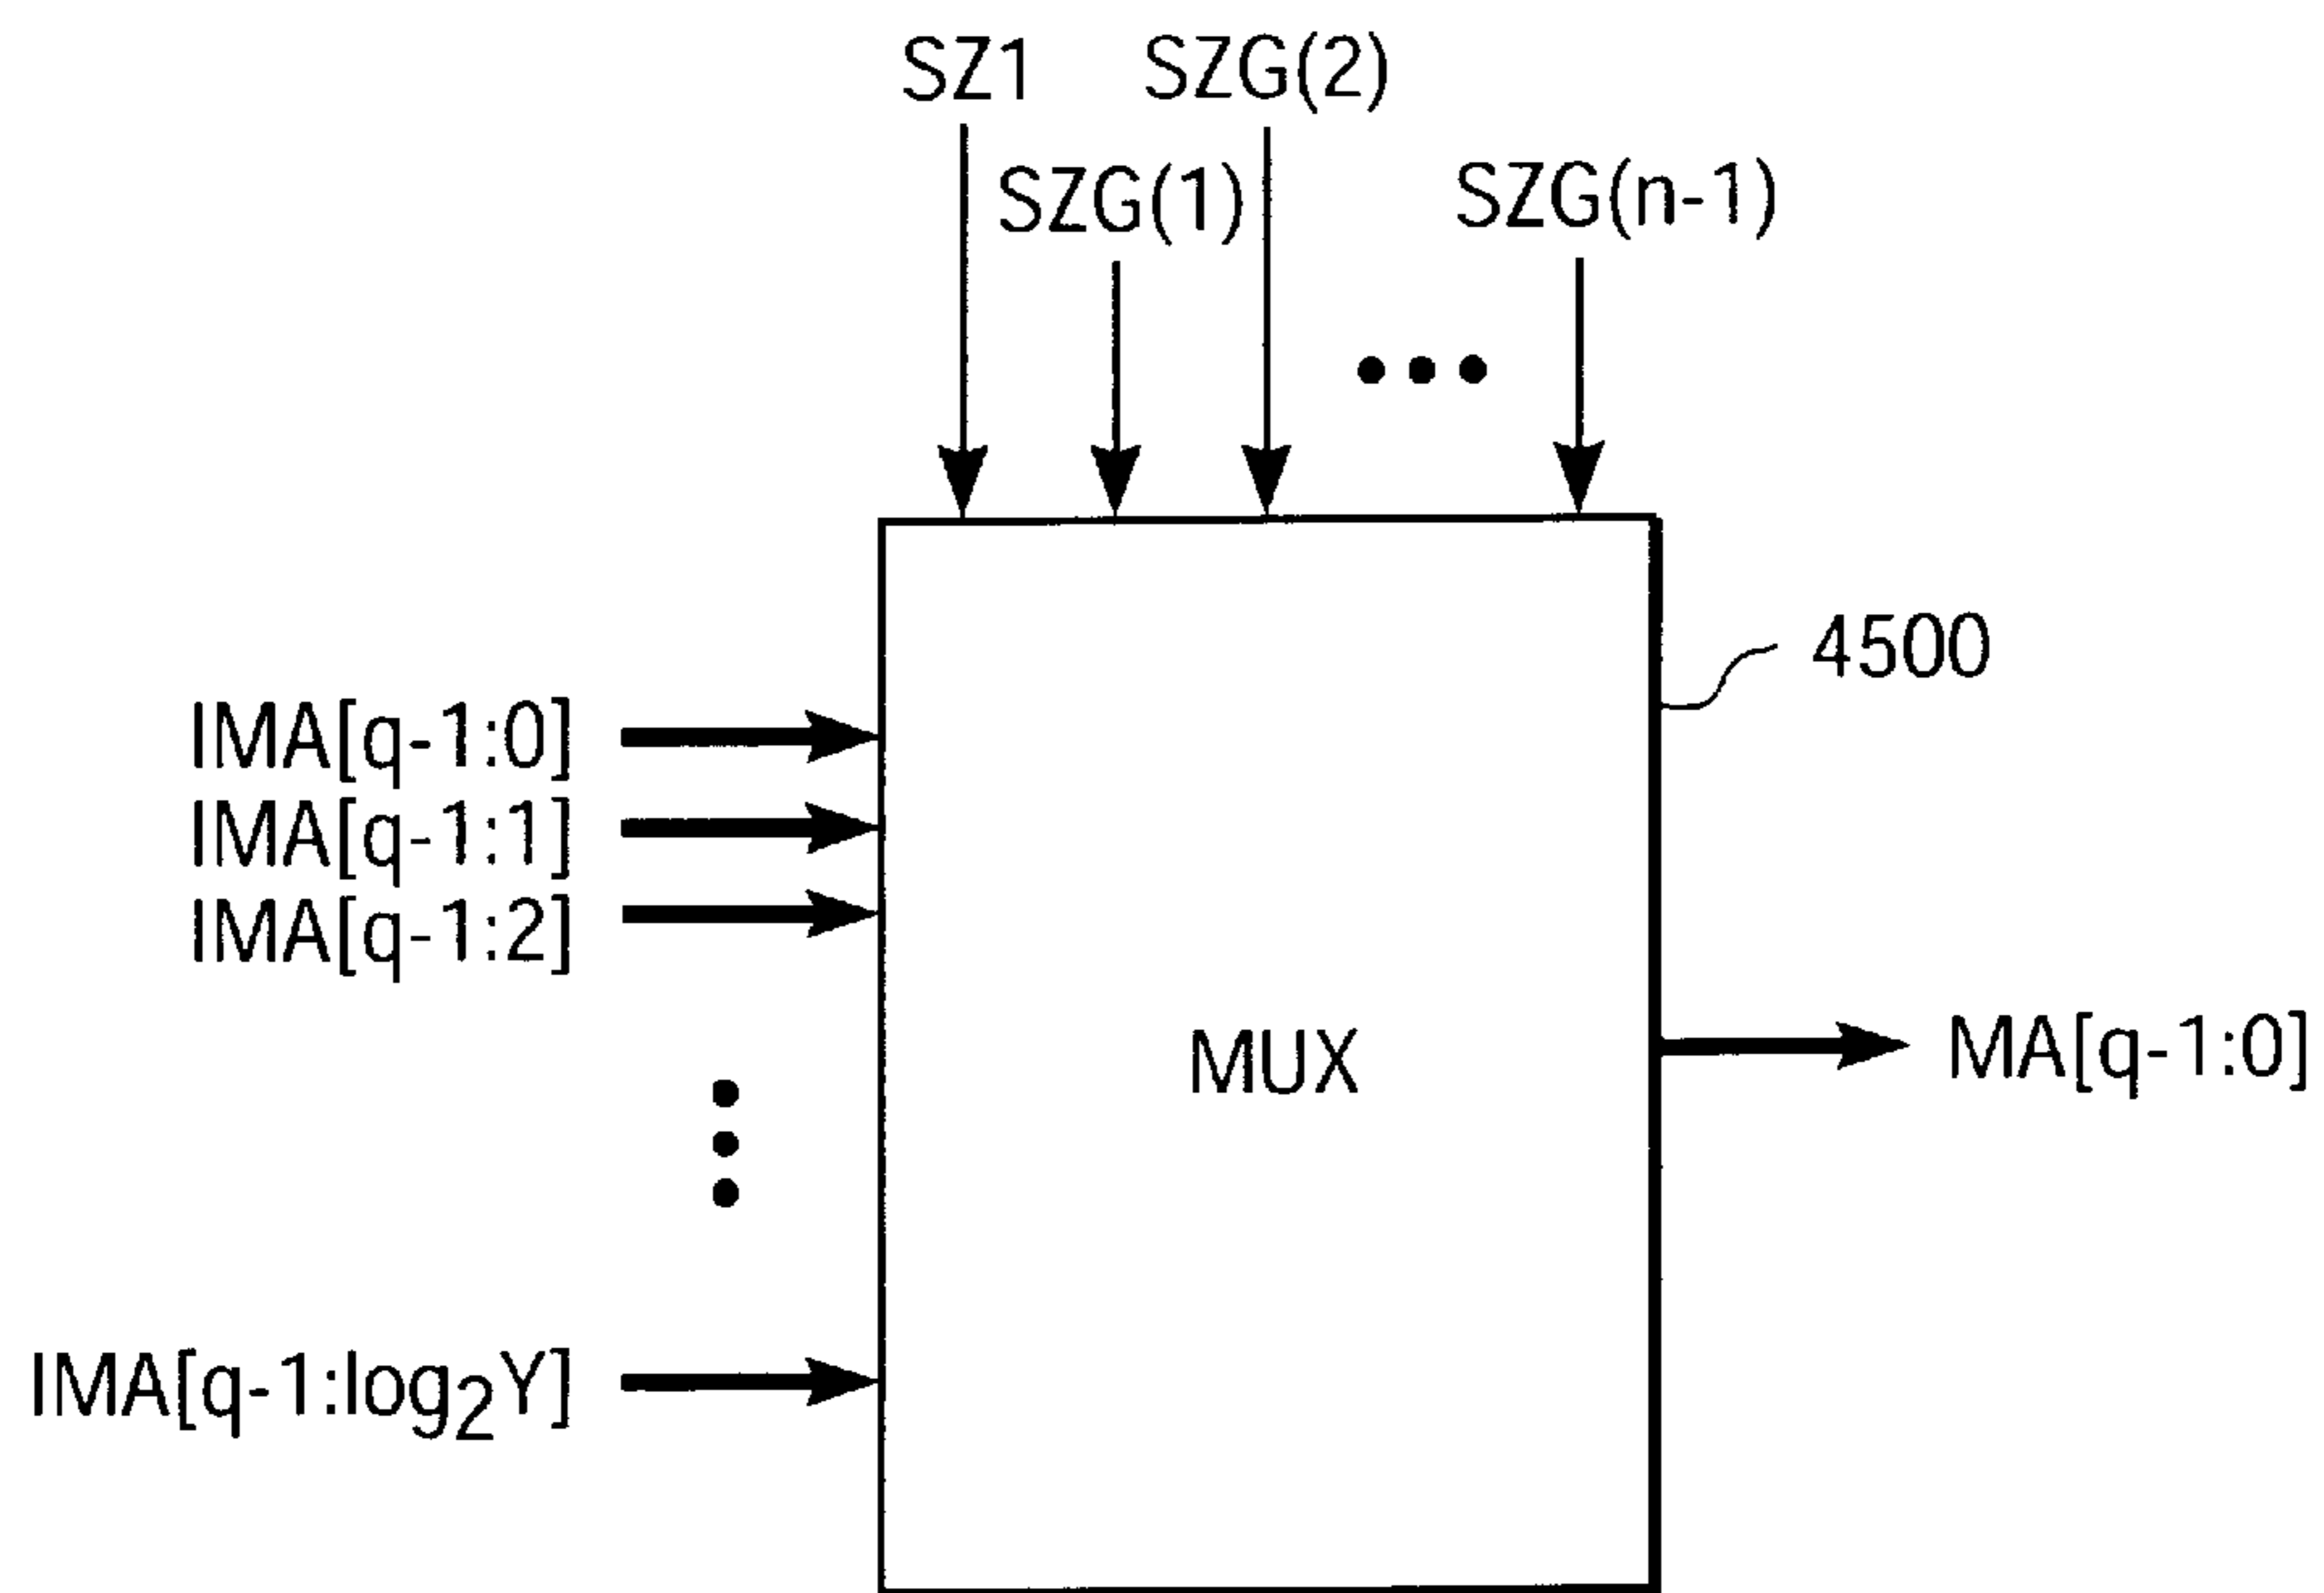 SZ1 SZG(2)
SZG(1) SZG(n-1)
4500
IMA[q-1:0]
IMA[q-1:1]
IMA[q-1:2]
MUX
MA[q-1:0]
IMA[q-1:log2Y]